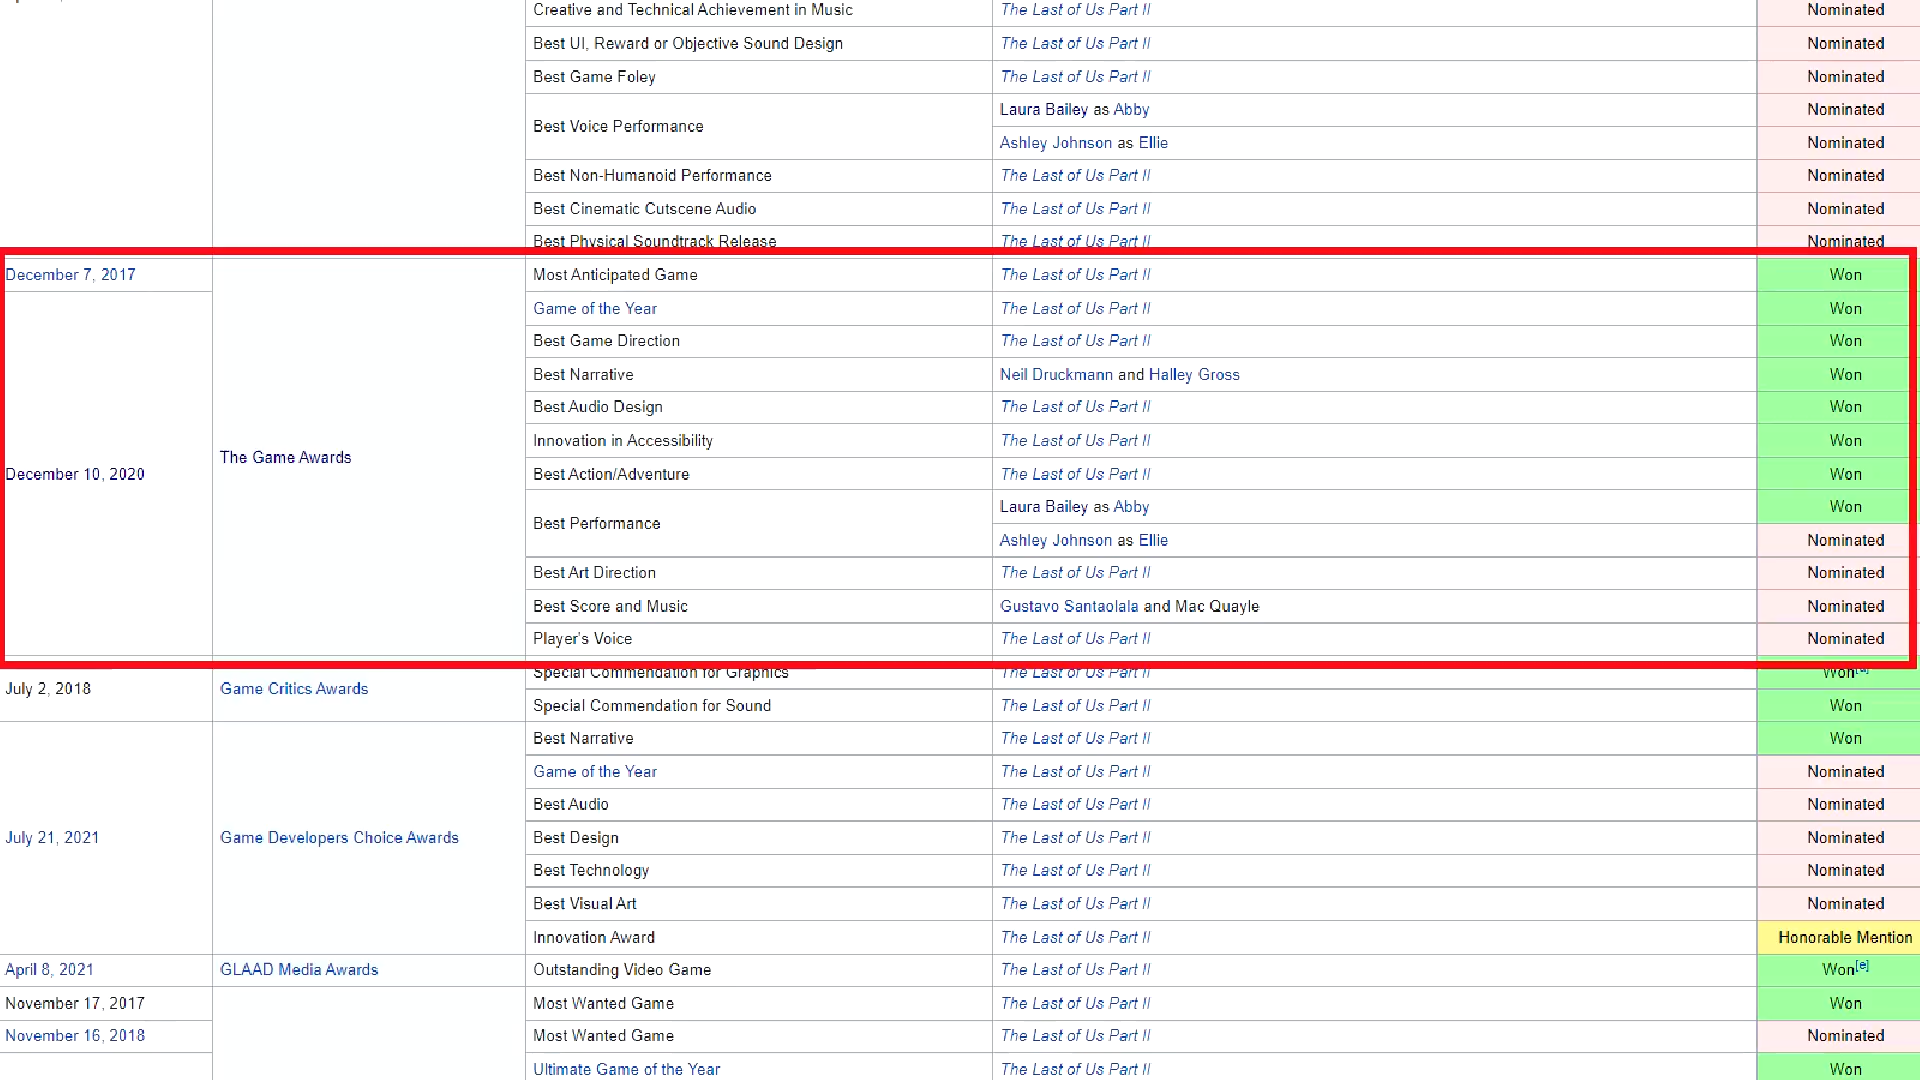 Creative and Technical Achievement in Music The Last of Us Part II Nominated
Best UI, Reward or Objective Sound Design The Last of Us Part II Nominated
Best Game Foley The Last of Us Part II Nominated
Best Voice Performance Laura Bailey as Abby Nominated
Ashley Johnson as Ellie Nominated
Best Non-Humanoid Performance The Last of Us Part II Nominated
Best Cinematic Cutscene Audio The Last of Us Part II Nominated
Best Physical Soundtrack Release The Last of Us Part II Nominated
December 7, 2017 The Game Awards Most Anticipated Game The Last of Us Part II Won
December 10, 2020 Game of the Year The Last of Us Part II Won
Best Game Direction The Last of Us Part II Won
Best Narrative Neil Druckmann and Halley Gross Won
Best Audio Design The Last of Us Part II Won
Innovation in Accessibility The Last of Us Part II Won
Best Action/Adventure The Last of Us Part II Won
Best Performance Laura Bailey as Abby Won
Ashley Johnson as Ellie Nominated
Best Art Direction The Last of Us Part II Nominated
Best Score and Music Gustavo Santaolala and Mac Quayle Nominated
Player's Voice The Last of Us Part II Nominated
July 2, 2018 Game Critics Awards Special Commendation for Graphics The Last of Us Part II Won
Special Commendation for Sound The Last of Us Part II Won
July 21, 2021 Game Developers Choice Awards Best Narrative The Last of Us Part II Won
Game of the Year The Last of Us Part II Nominated
Best Audio The Last of Us Part II Nominated
Best Design The Last of Us Part II Nominated
Best Technology The Last of Us Part II Nominated
Best Visual Art The Last of Us Part II Nominated
Innovation Award The Last of Us Part II Honorable Mention
April 8, 2021 GLAAD Media Awards Outstanding Video Game The Last of Us Part II Won[e]
November 17, 2017 Most Wanted Game The Last of Us Part II Won
November 16, 2018 Most Wanted Game The Last of Us Part II Nominated
Ultimate Game of the Year The Last of Us Part II Won